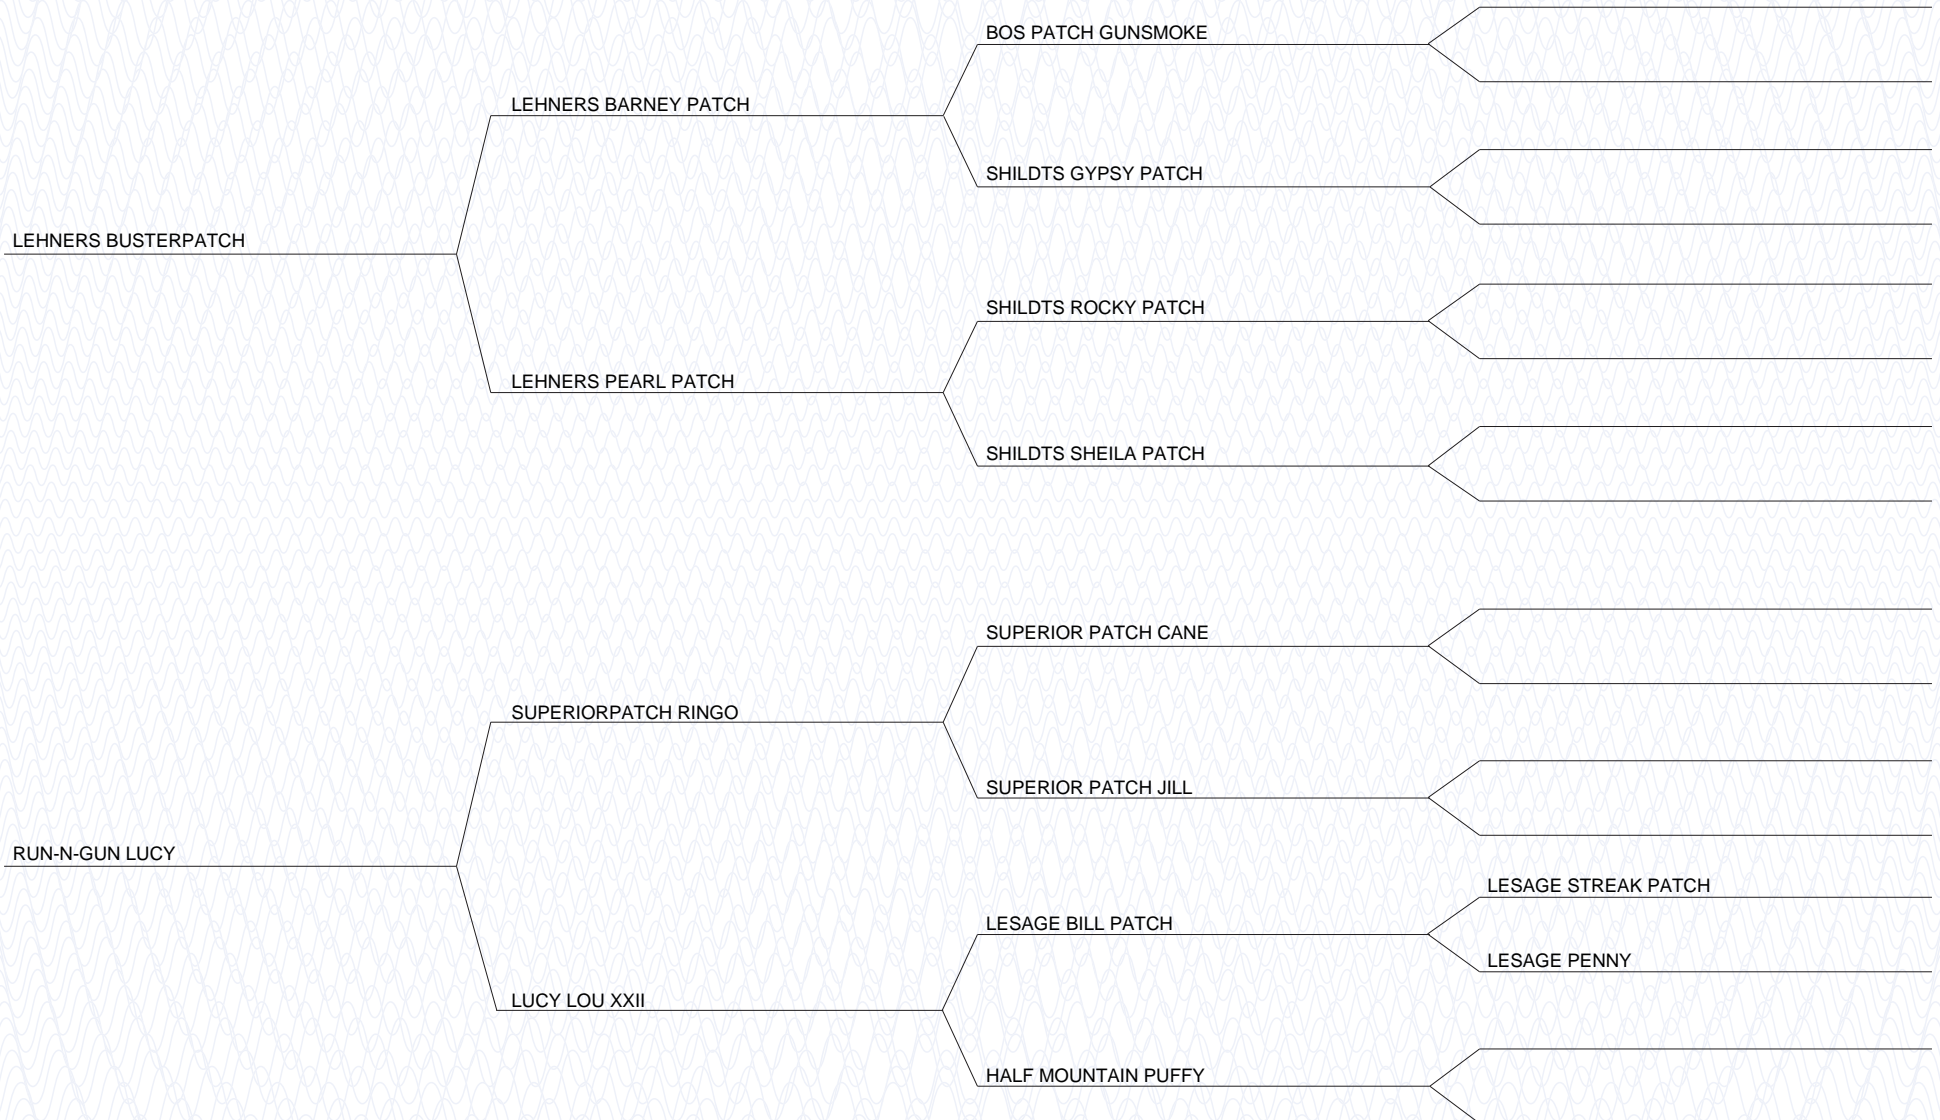 BOS PATCH GUNSMOKE
LEHNERS BARNEY PATCH
SHILDTS GYPSY PATCH
LEHNERS BUSTERPATCH
SHILDTS ROCKY PATCH
LEHNERS PEARL PATCH
SHILDTS SHEILA PATCH
SUPERIOR PATCH CANE
SUPERIORPATCH RINGO
SUPERIOR PATCH JILL
RUN-N-GUN LUCY
LESAGE STREAK PATCH
LESAGE BILL PATCH
LESAGE PENNY
LUCY LOU XXII
HALF MOUNTAIN PUFFY